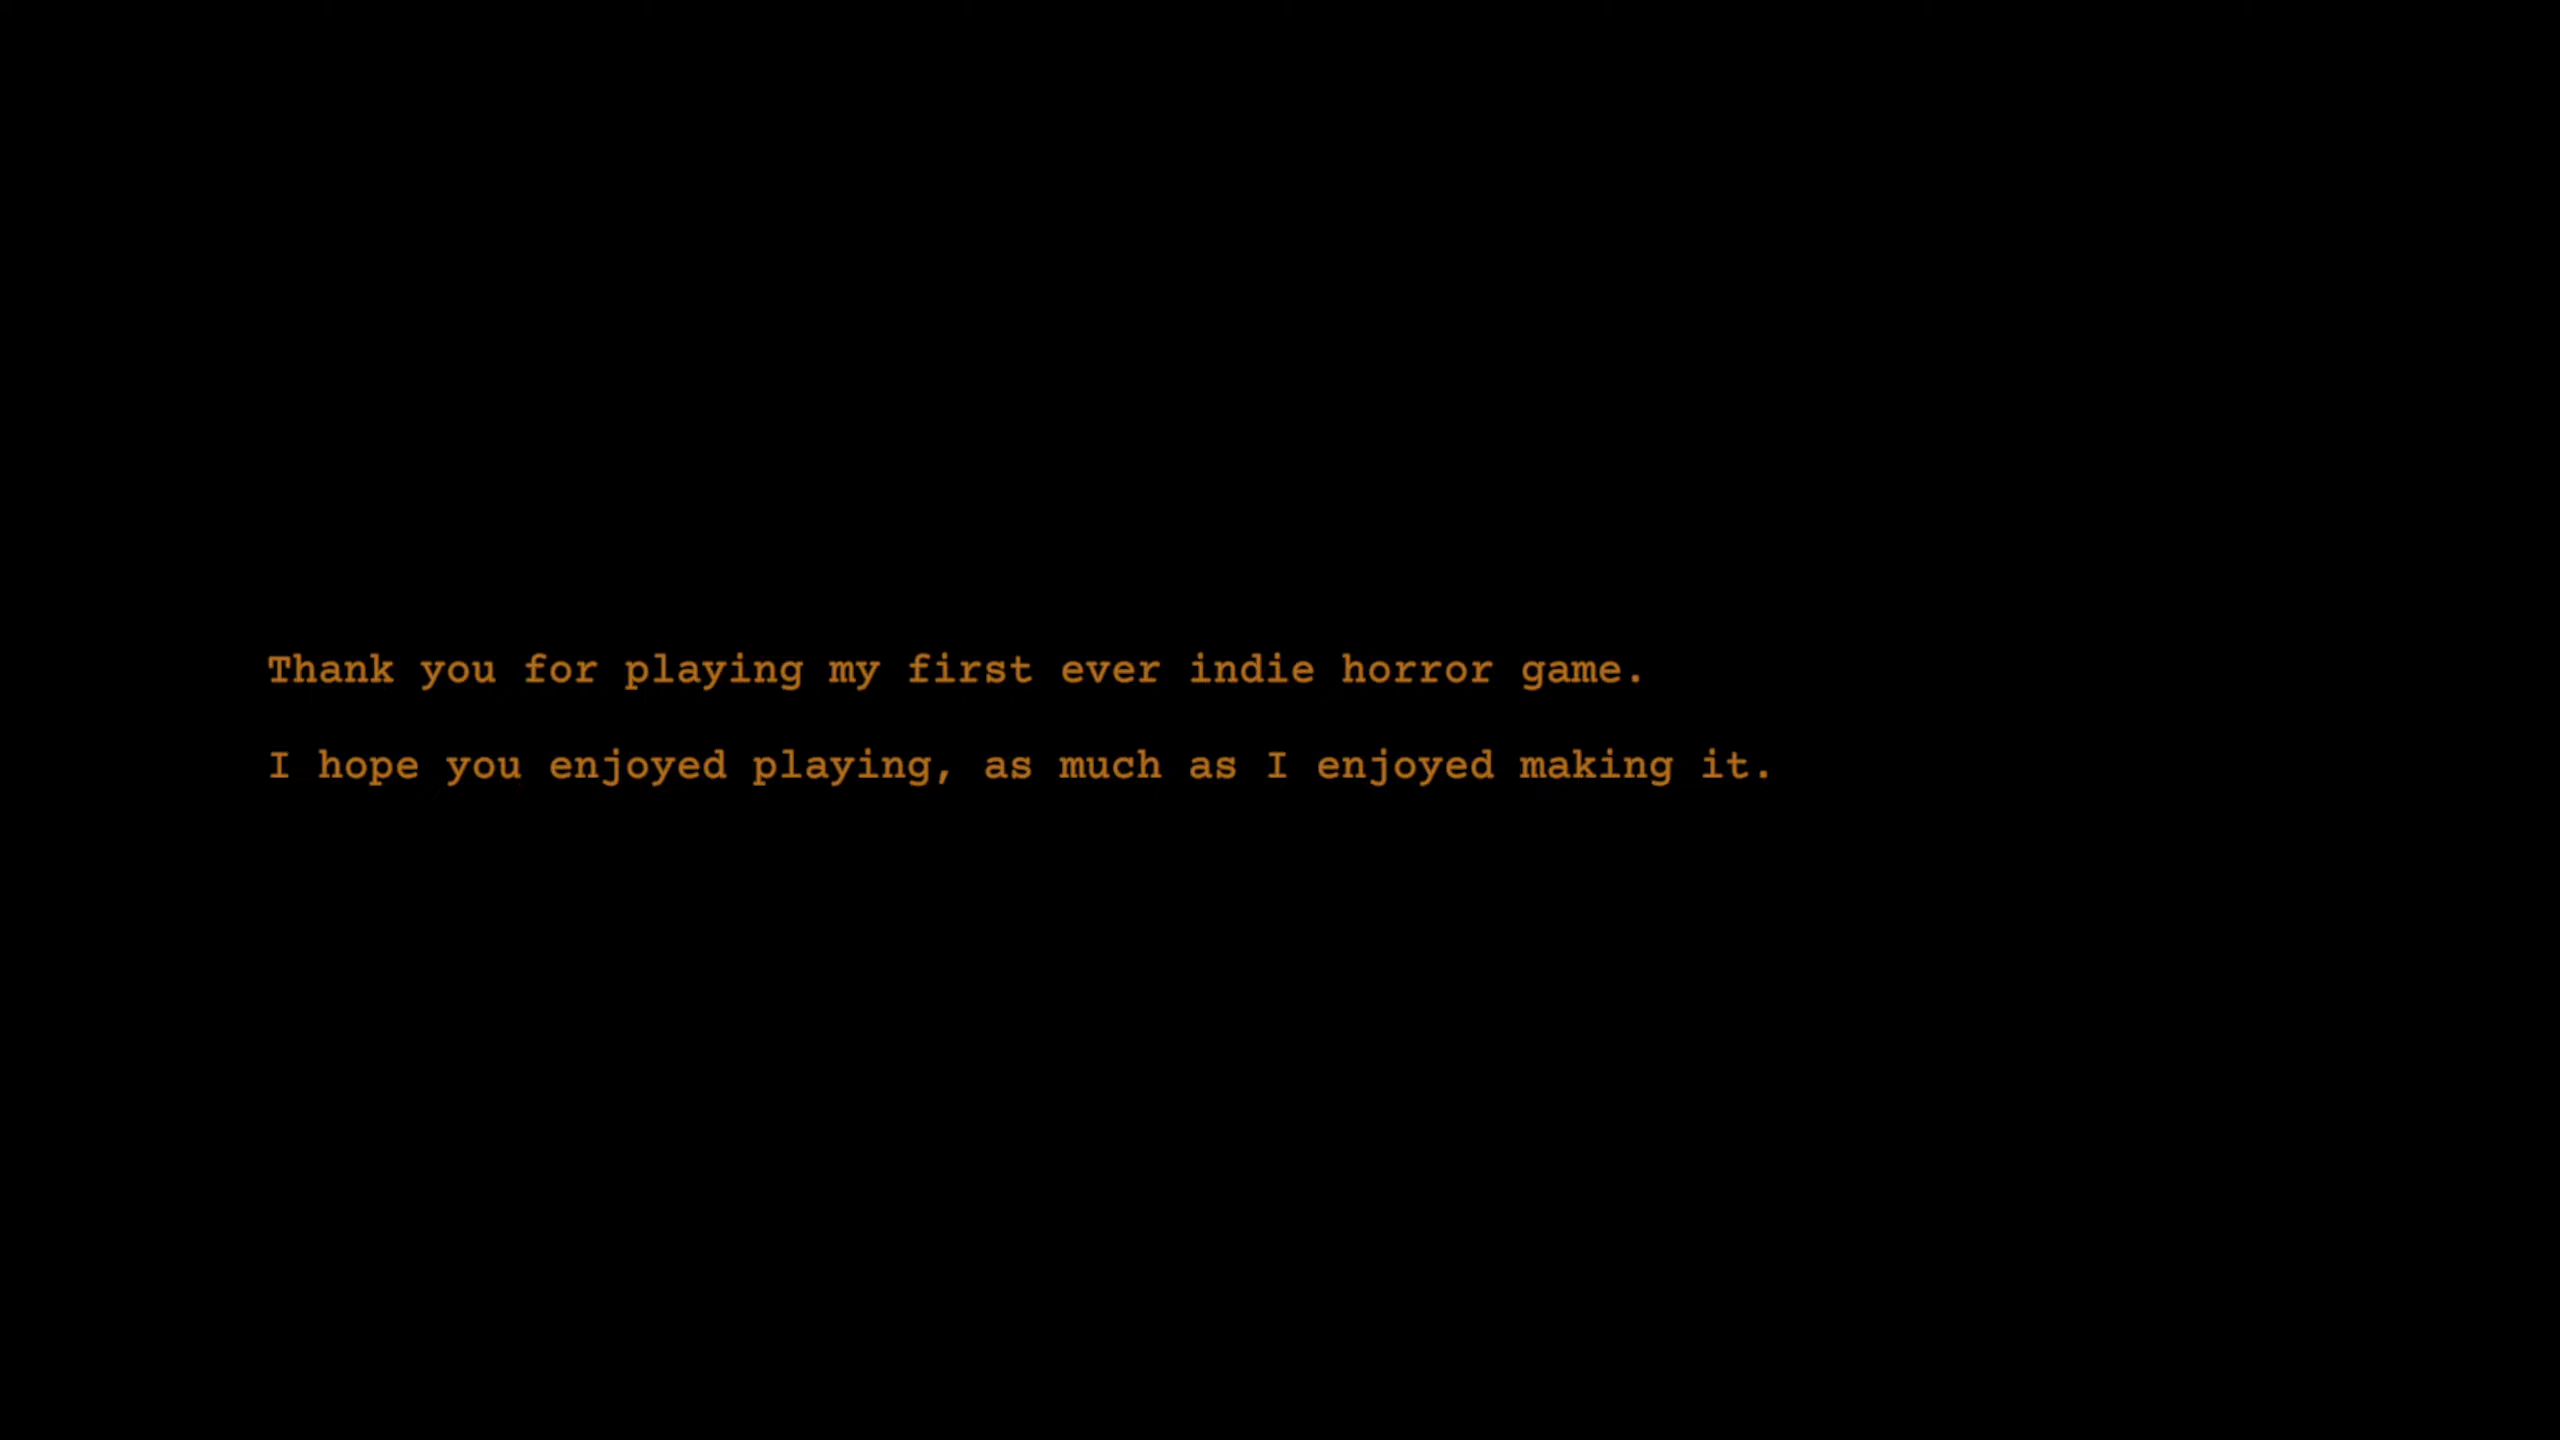 Thank you for playing my first ever indie horror game.
I hope you enjoyed playing, as much as I enjoyed making it.